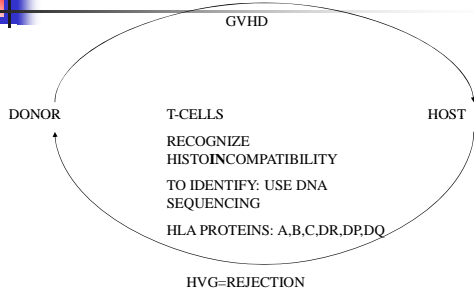 GVHD
DONOR
T-CELLS
HOST
RECOGNIZE
HISTOINCOMPATIBILITY
TO IDENTIFY: USE DNA
SEQUENCING
HLA PROTEINS: A,B,C,DR,DP,DQ
HVG=REJECTION